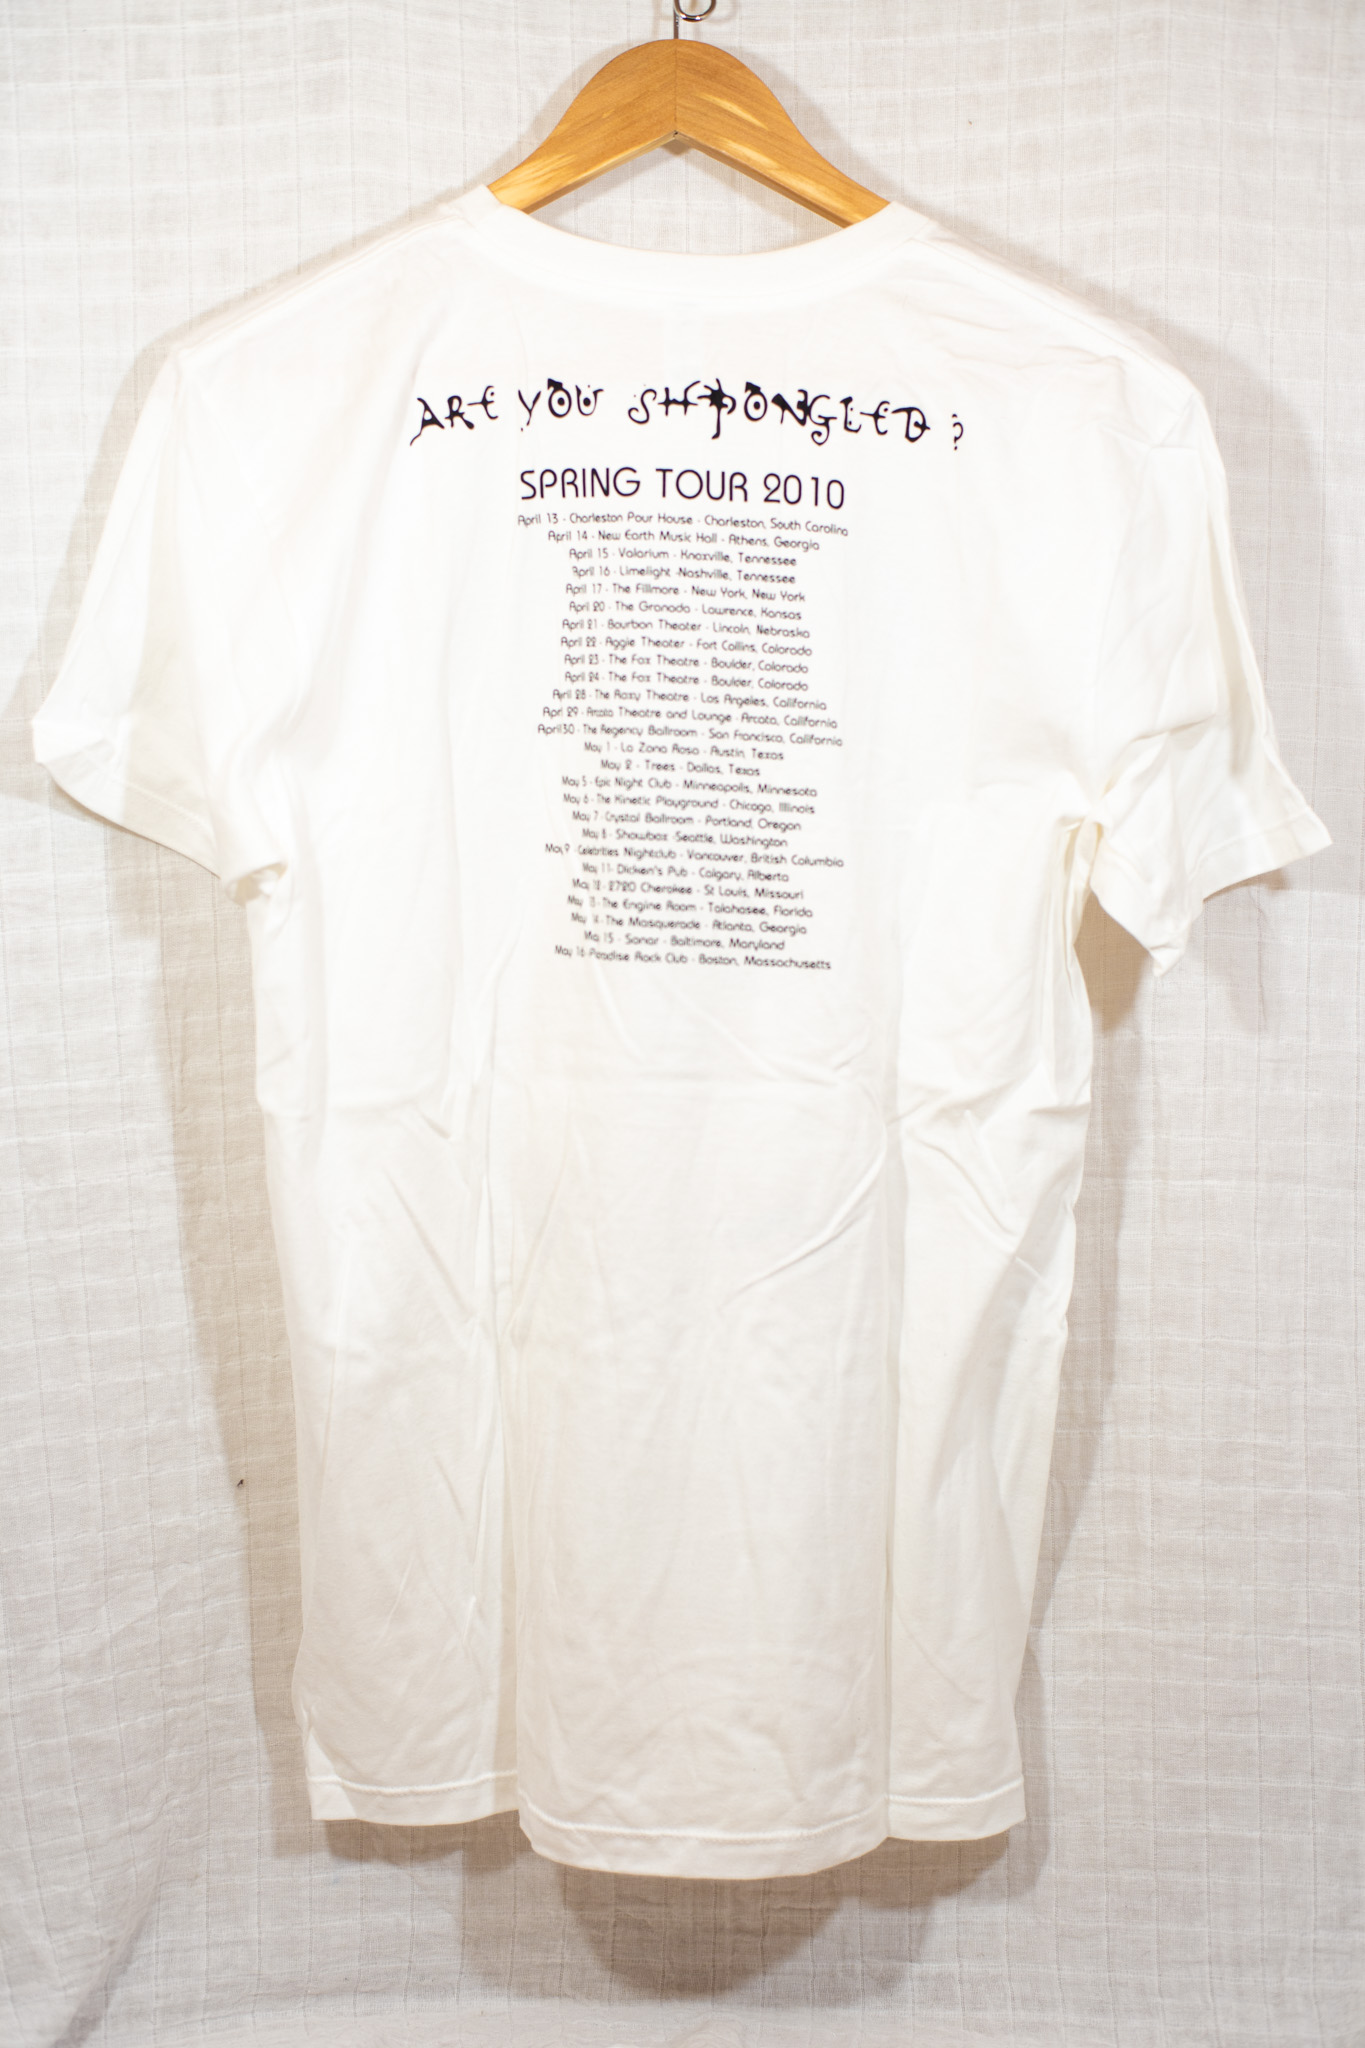 ARE YOU SHPONGLED ?
SPRING TOUR 2010
April 13 - Charleston Pour House - Charleston, South Carolina
April 14 - New Earth Music Hall - Athens, Georgia
April 15 - Valarium - Knoxville, Tennessee
April 16 - Limelight -Nashville, Tennessee
April 17 - The Fillmore - New York, New York
April 20 - The Granada - Lawrence, Kansas
April 21 - Bourbon Theater - Lincoln, Nebraska
April 22 - Aggie Theater - Fort Collins, Colorado
April 23 - The Fox Theatre - Boulder, Colorado
April 24 - The Fox Theatre - Boulder, Colorado
April 28 - The Roxy Theatre - Los Angeles, California
April 29 - Arcata Theatre and Lounge - Arcata, California
April30 - The Regency Ballroom - San Francisco, California
May 1 - La Zona Rosa - Austin, Texas
May 2 - Trees - Dallas, Texas
May 5 - Epic Night Club - Minneapolis, Minnesota
May 6 - The Kinetic Playground - Chicago, Illinois
May 7 - Crystal Ballroom - Portland, Oregon
May 8 - Showbox -Seattle, Washington
May 9 - Celebrities Nightclub - Vancouver, British Columbia
May 11- Dicken's Pub - Calgary, Alberta
May 12 - 2720 Cherokee - St Louis, Missouri
May 13 - The Engine Room - Talahasee, Florida
May 14 - The Masquerade - Atlanta, Georgia
May 15 - Sonar - Baltimore, Maryland
May 16 -Paradise Rock Club - Boston, Massachusetts